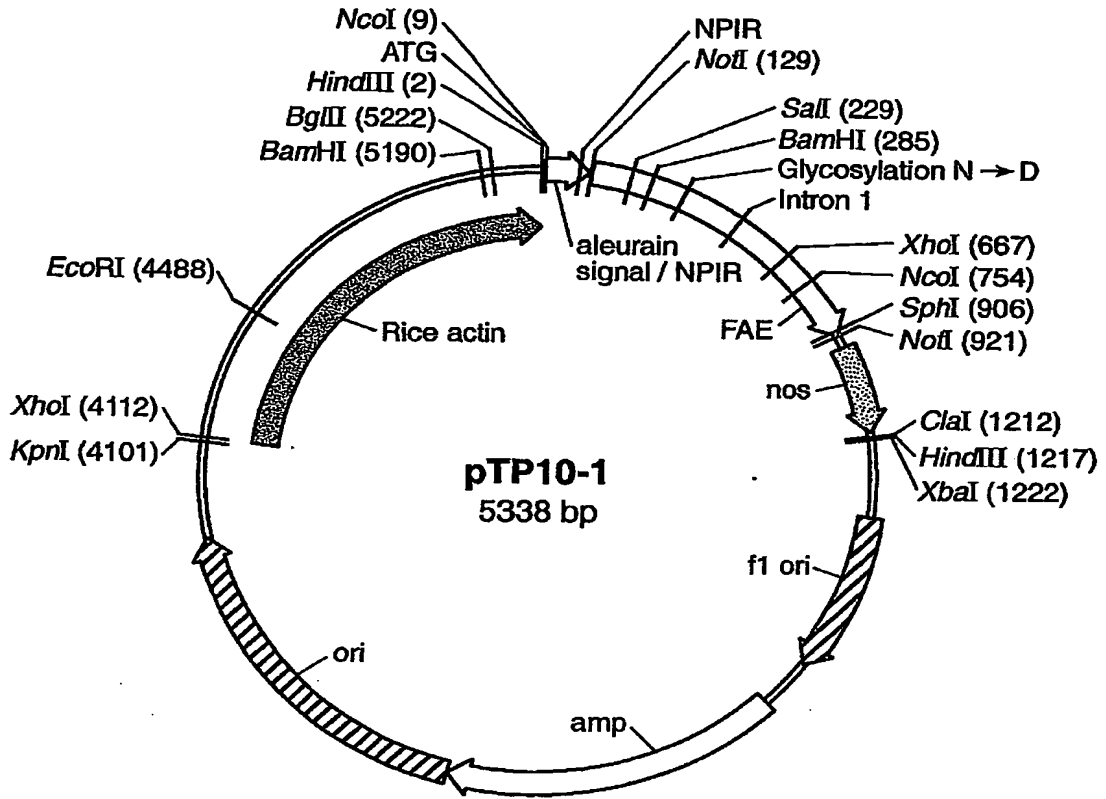 NcoI (9)
ATG
HindIII (2)
BglII (5222)
BamHI (5190)
EcoRI (4488)
XhoI (4112)
KpnI (4101)
NPIR
NotI (129)
SalI (229)
BamHI (285)
Glycosylation N → D
Intron 1
XhoI (667)
NcoI (754)
SphI (906)
NotI (921)
ClaI (1212)
HindIII (1217)
XbaI (1222)
aleurain
signal / NPIR
FAE
nos
Rice actin
pTP10-1
5338 bp
f1 ori
ori
amp